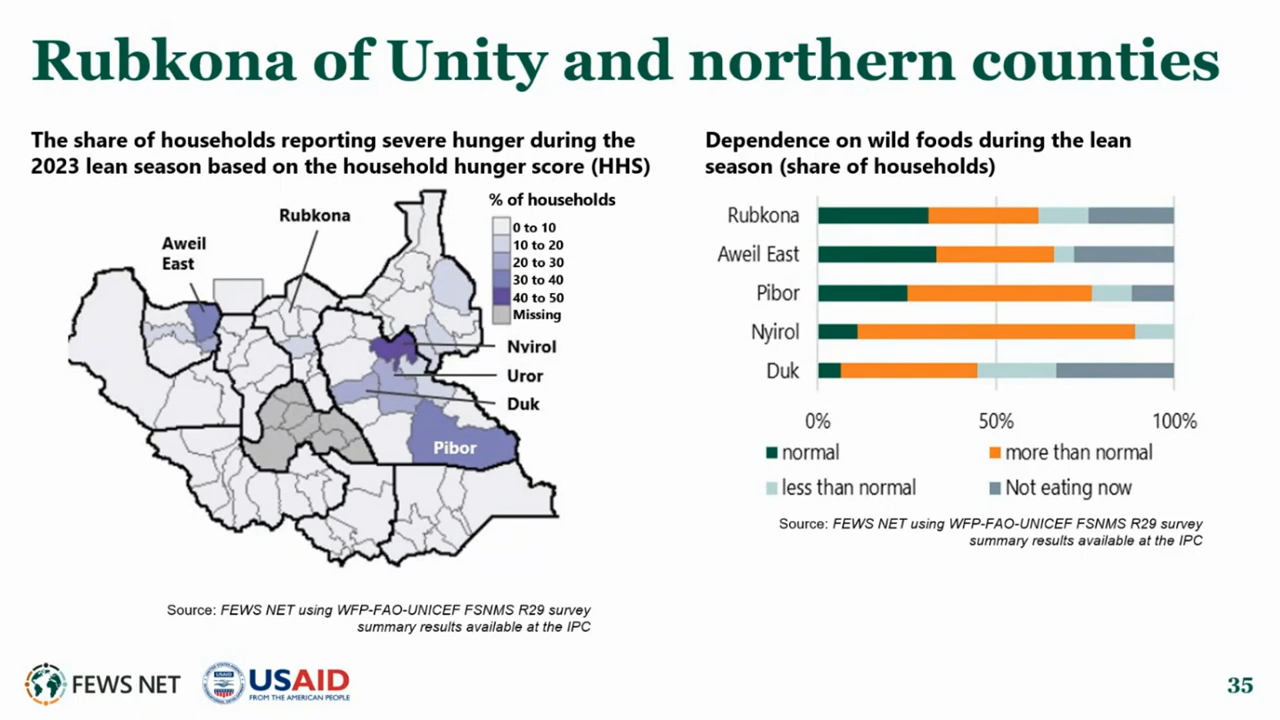 Rubkona of Unity and northern counties
The share of households reporting severe hunger during the
2023 lean season based on the household hunger score (HHS)
% of households
0 to 10
10 to 20
20 to 30
30 to 40
40 to 50
Missing
Rubkona
Aweil
East
Nvirol
Uror
Duk
Pibor
Source: FEWS NET using WFP-FAO-UNICEF FSNMS R29 survey
summary results available at the IPC
Dependence on wild foods during the lean
season (share of households)
Rubkona
Aweil East
Pibor
Nyirol
Duk
0% 50% 100%
normal more than normal
less than normal Not eating now
Source: FEWS NET using WFP-FAO-UNICEF FSNMS R29 survey
summary results available at the IPC
FEWS NET
USAID
FROM THE AMERICAN PEOPLE
35